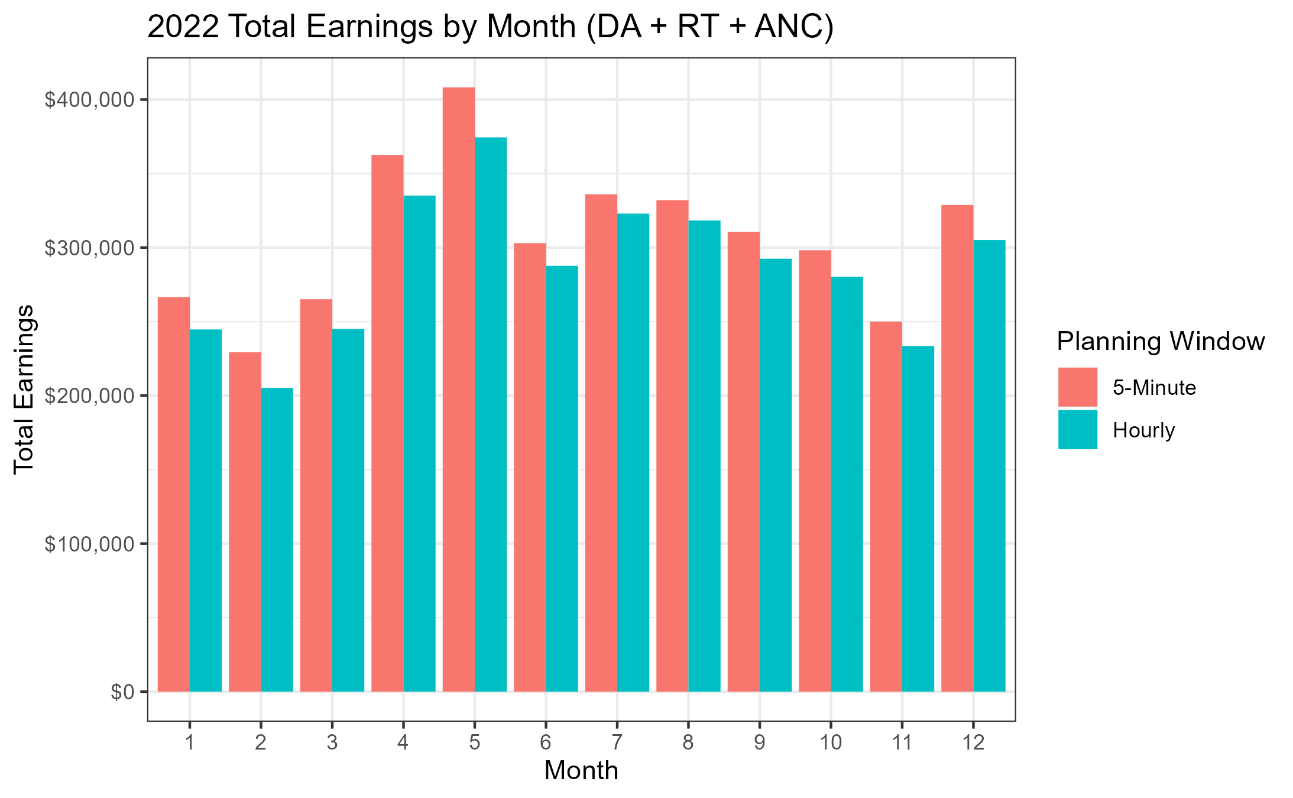 2022 Total Earnings by Month (DA + RT + ANC)
Total Earnings
$400,000
$300,000
$200,000
$100,000
$0
1 2 3 4 5 6 7 8 9 10 11 12
Month
Planning Window
5-Minute
Hourly